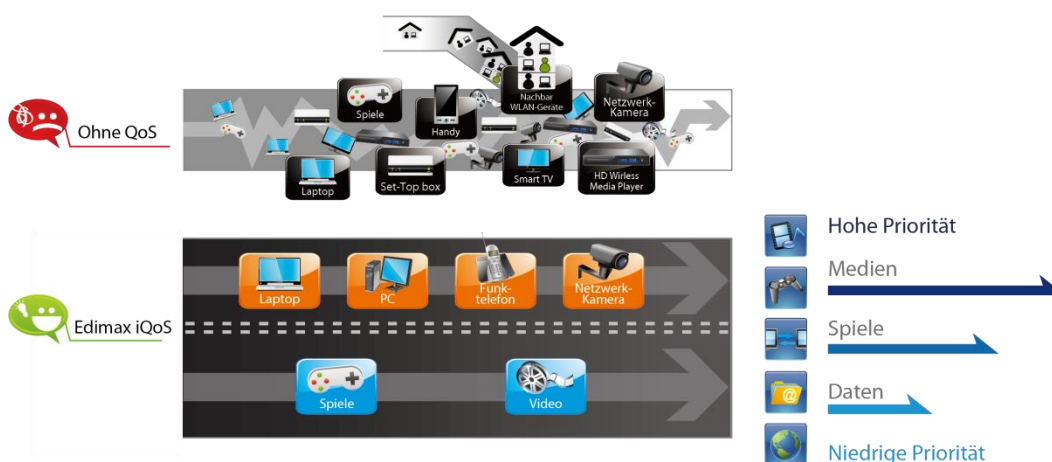 Ohne QoS
Spiele
Handy
Nachbar
WLAN-Geräte
Netzwerk-
Kamera
Laptop
Set-Top box
Smart TV
HD Wirless
Media Player
Edimax iQoS
Laptop
PC
Funk-
telefon
Netzwerk-
Kamera
Spiele
Video
Hohe Priorität
Medien
Spiele
@
Daten
Niedrige Priorität